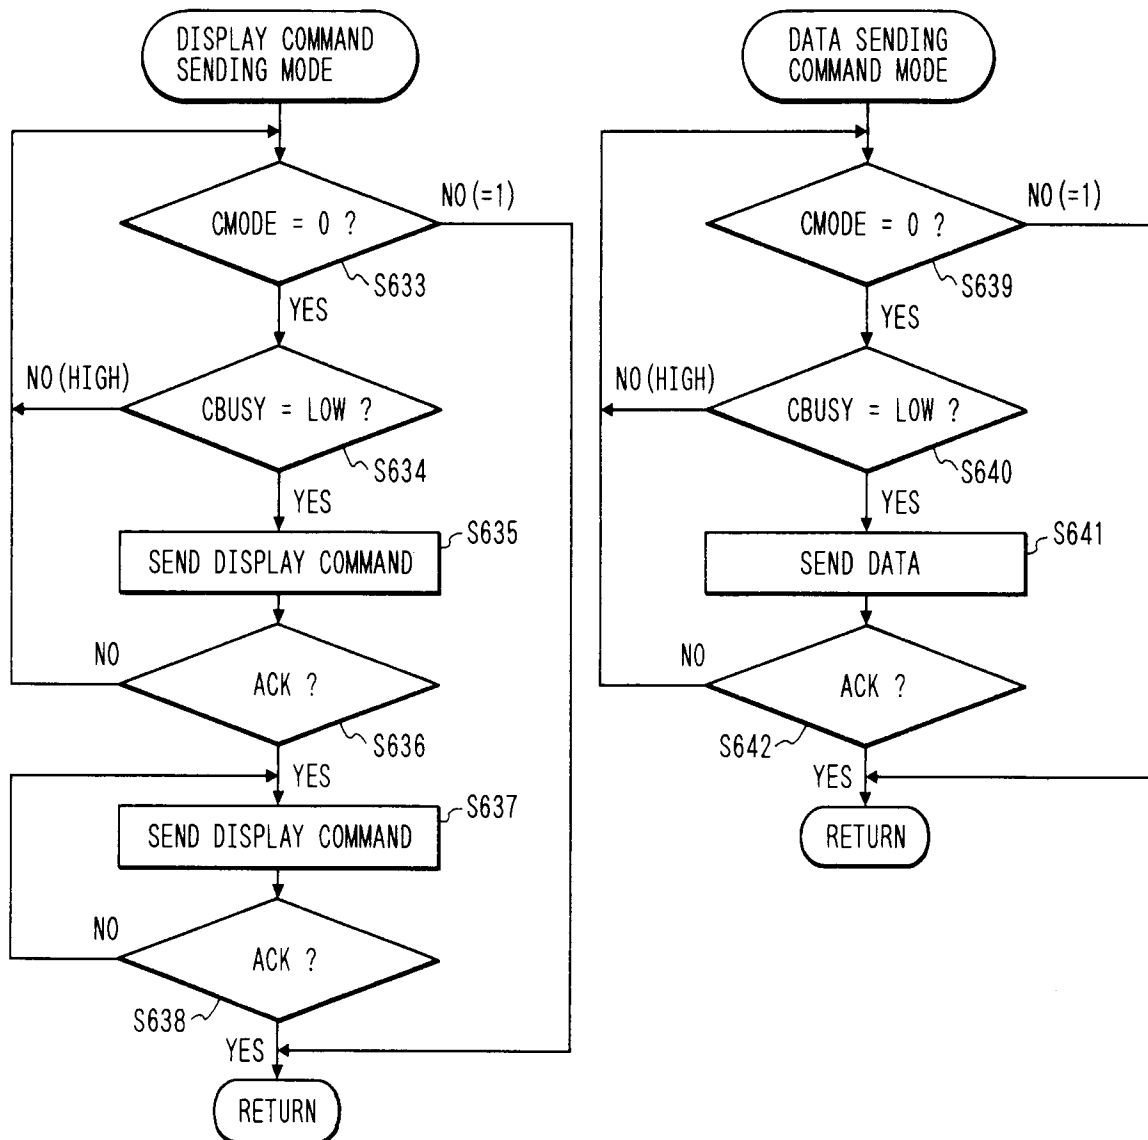 DISPLAY COMMAND
SENDING MODE
CMODE = 0 ?
NO(=1)
S633
YES
CBUSY = LOW ?
NO(HIGH)
S634
YES
SEND DISPLAY COMMAND
S635
ACK ?
NO
S636
YES
SEND DISPLAY COMMAND
S637
ACK ?
NO
S638
YES
RETURN
DATA SENDING
COMMAND MODE
CMODE = 0 ?
NO(=1)
S639
YES
CBUSY = LOW ?
NO(HIGH)
S640
YES
SEND DATA
S641
ACK ?
NO
S642
YES
RETURN